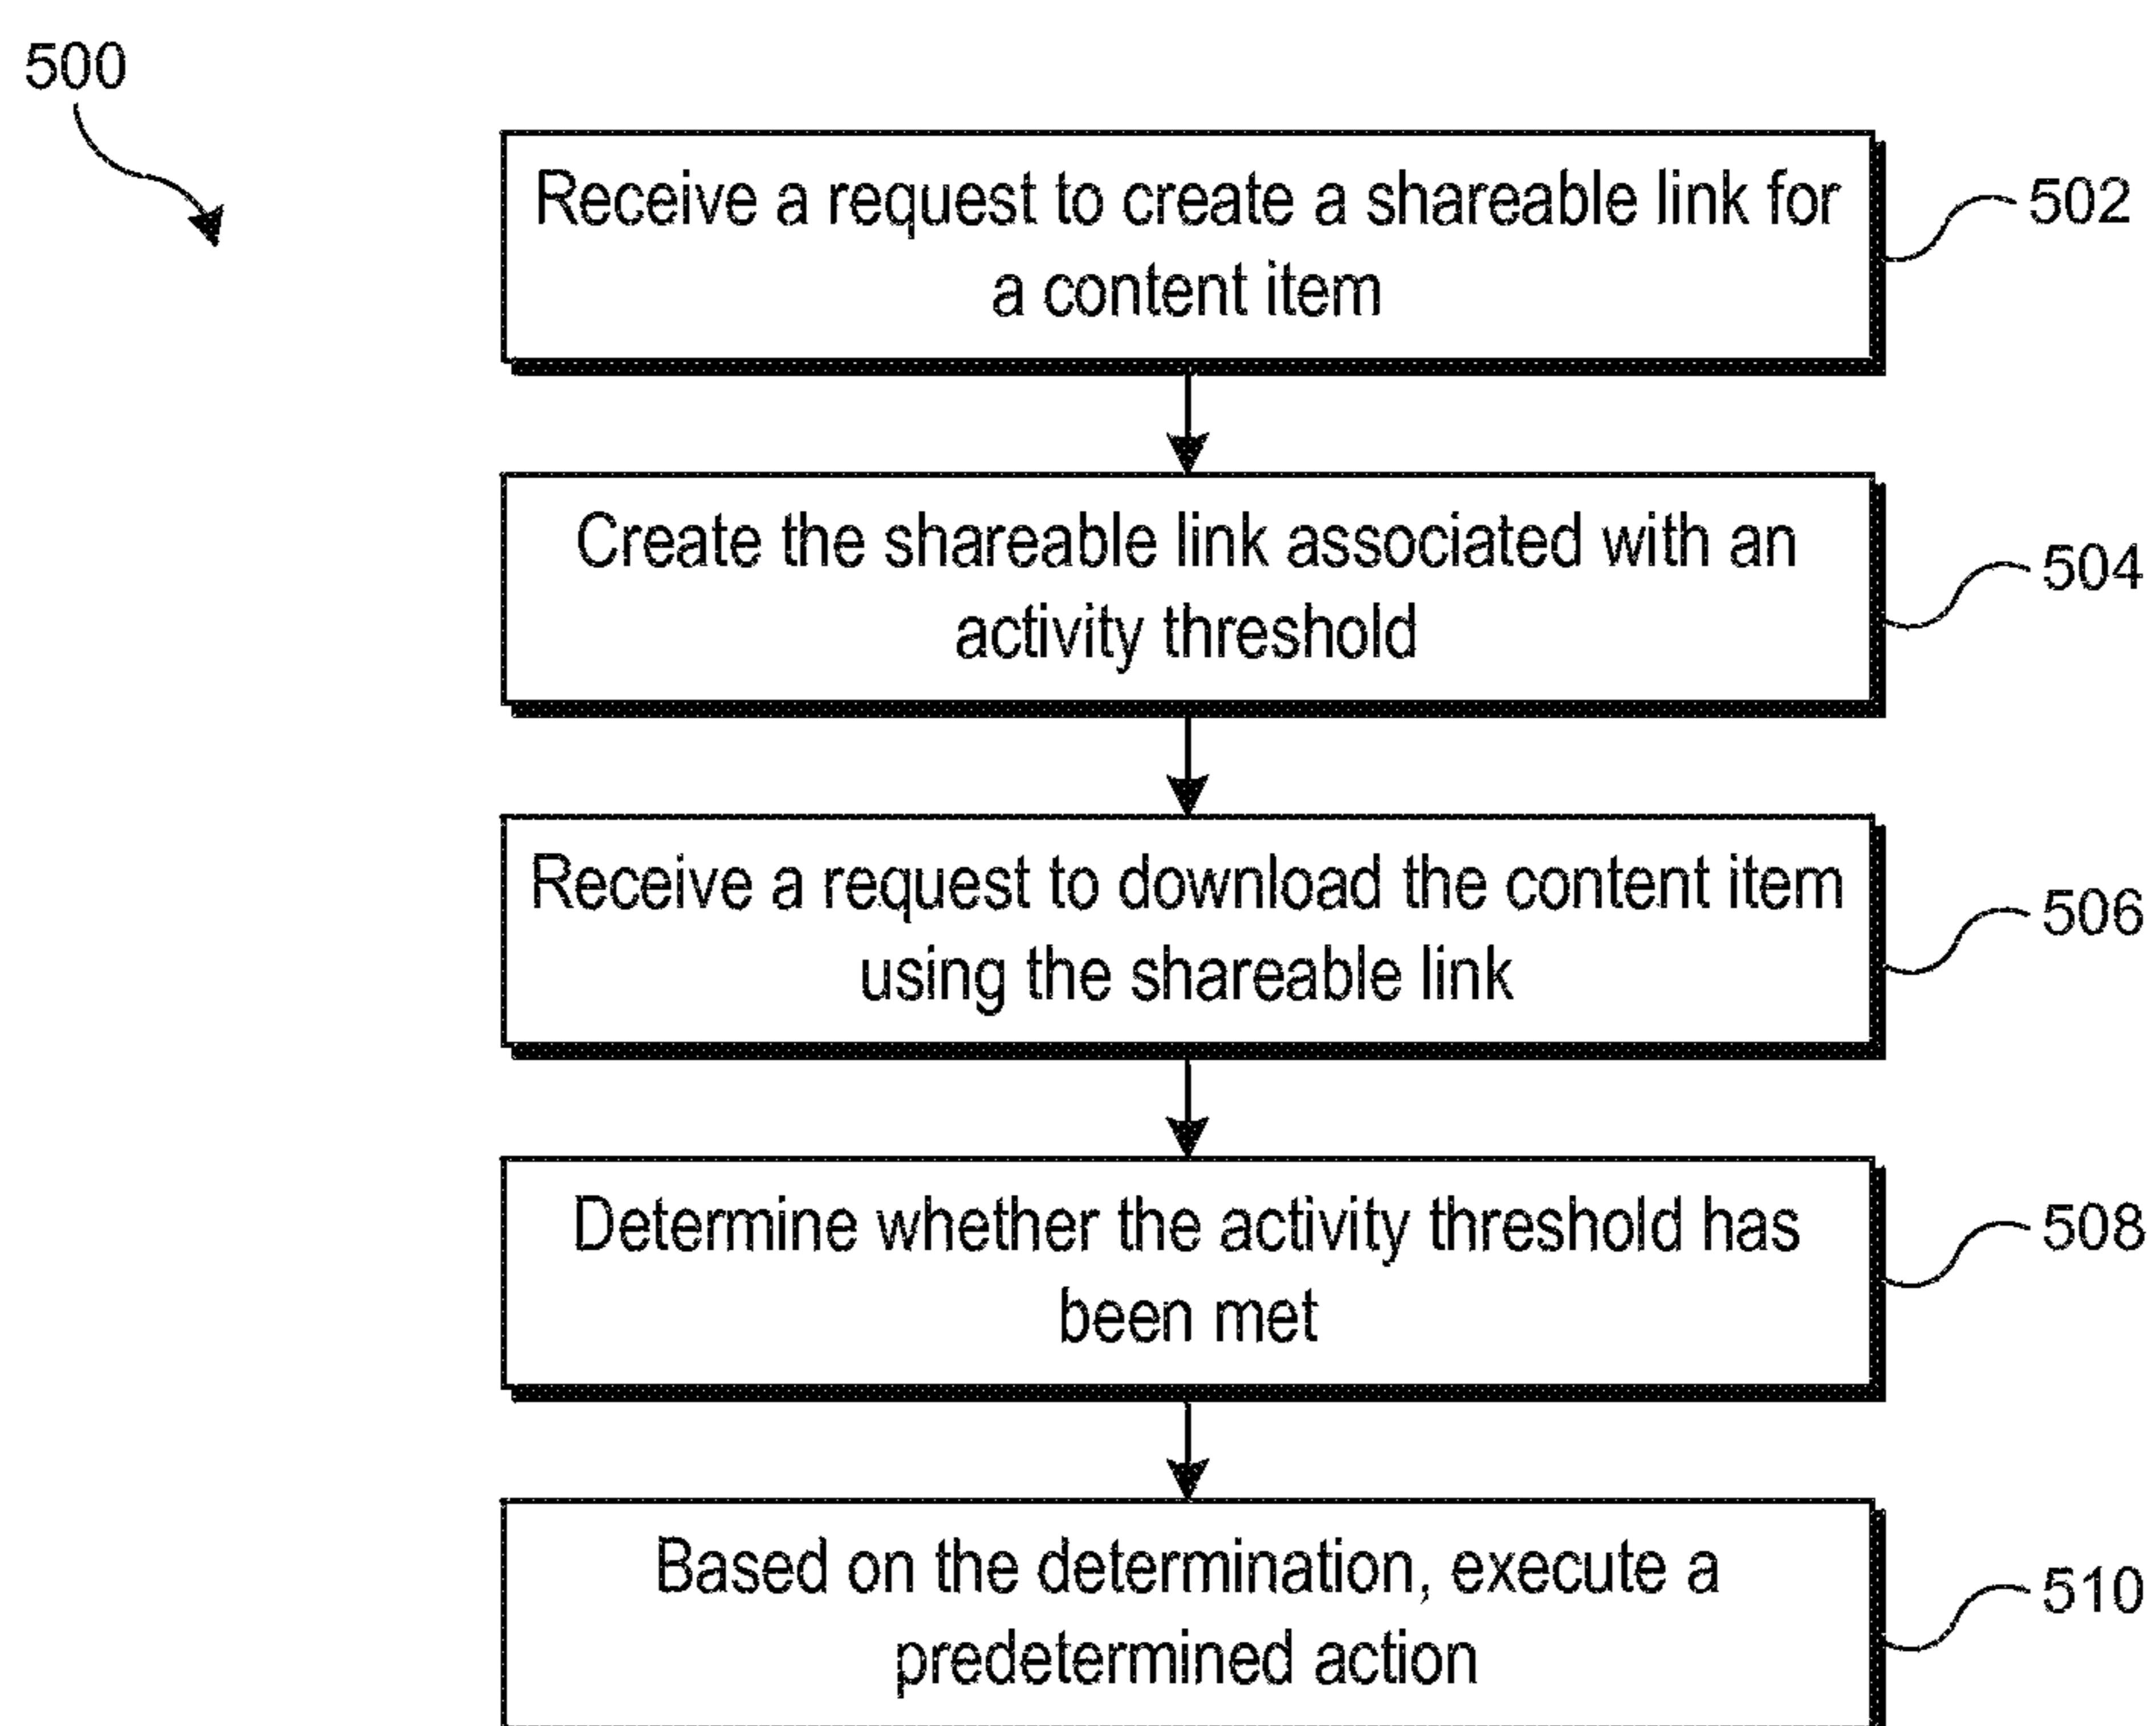 500
Receive a request to create a shareable link for
a content item
502
Create the shareable link associated with an
activity threshold
504
Receive a request to download the content item
using the shareable link
506
Determine whether the activity threshold has
been met
508
Based on the determination, execute a
predetermined action
510